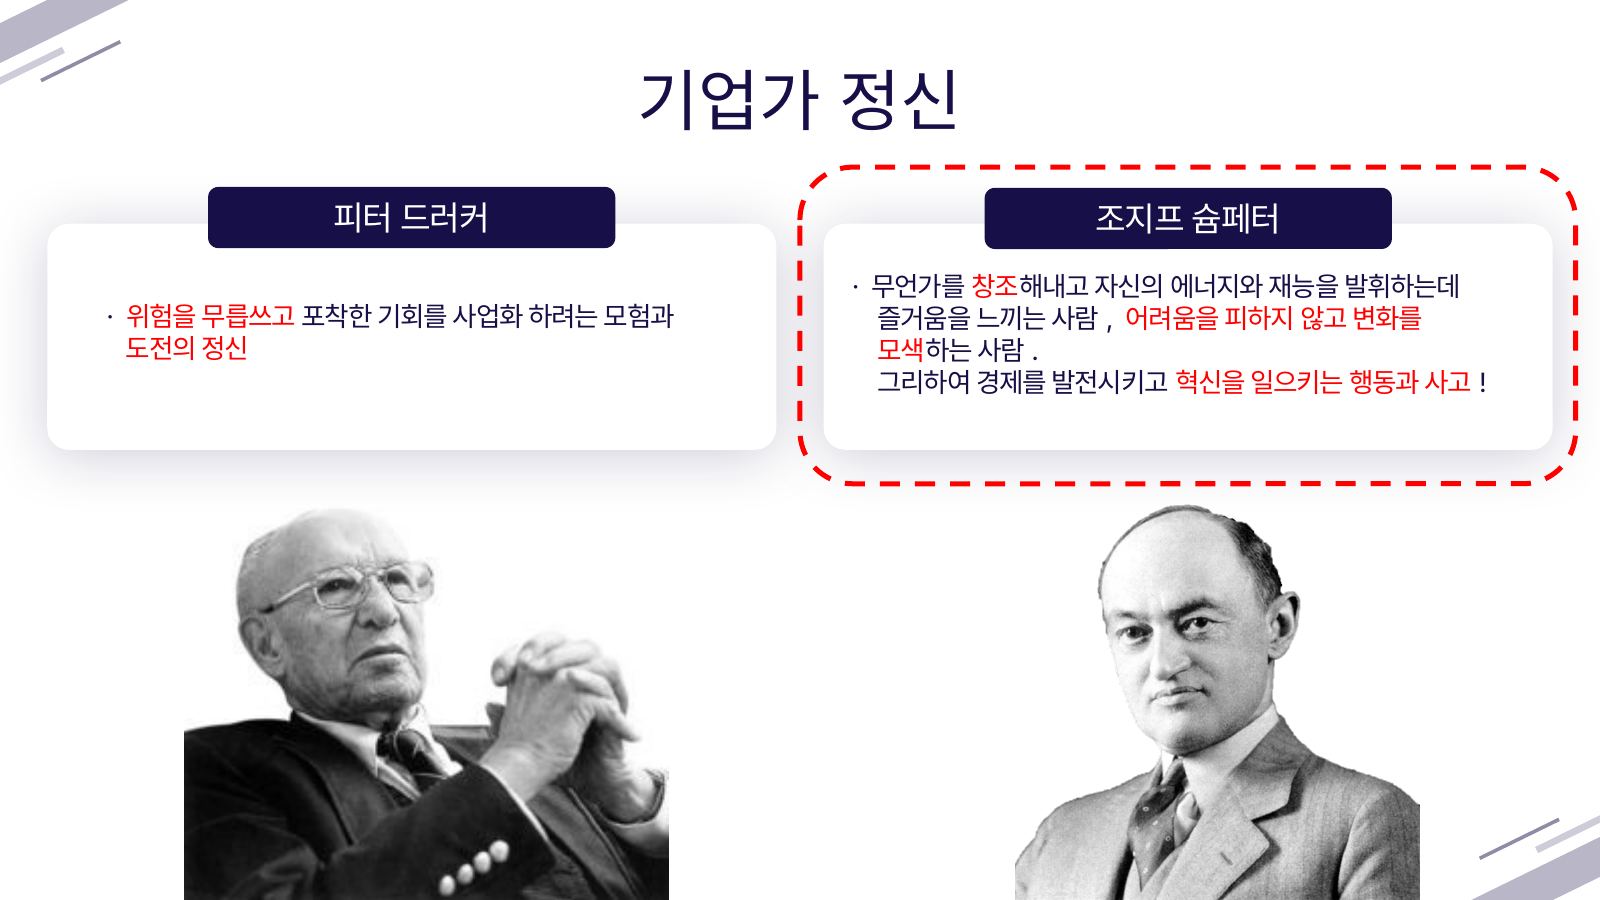 기업가 정신
피터 드러커
· 위험을 무릅쓰고 포착한 기회를 사업화 하려는 모험과
도전의 정신
조지프 슘페터
· 무언가를 창조해내고 자신의 에너지와 재능을 발휘하는데
즐거움을 느끼는 사람 , 어려움을 피하지 않고 변화를
모색하는 사람 .
그리하여 경제를 발전시키고 혁신을 일으키는 행동과 사고 !